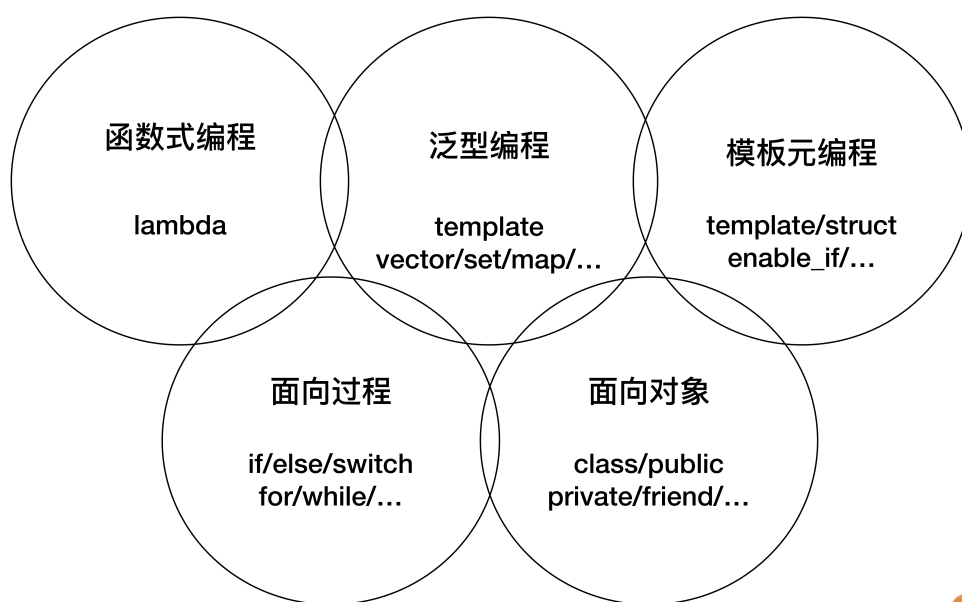 函数式编程
lambda
泛型编程
template
vector/set/map/…
模板元编程
template/struct
enable_if/…
面向过程
if/else/switch
for/while/…
面向对象
class/public
private/friend/…